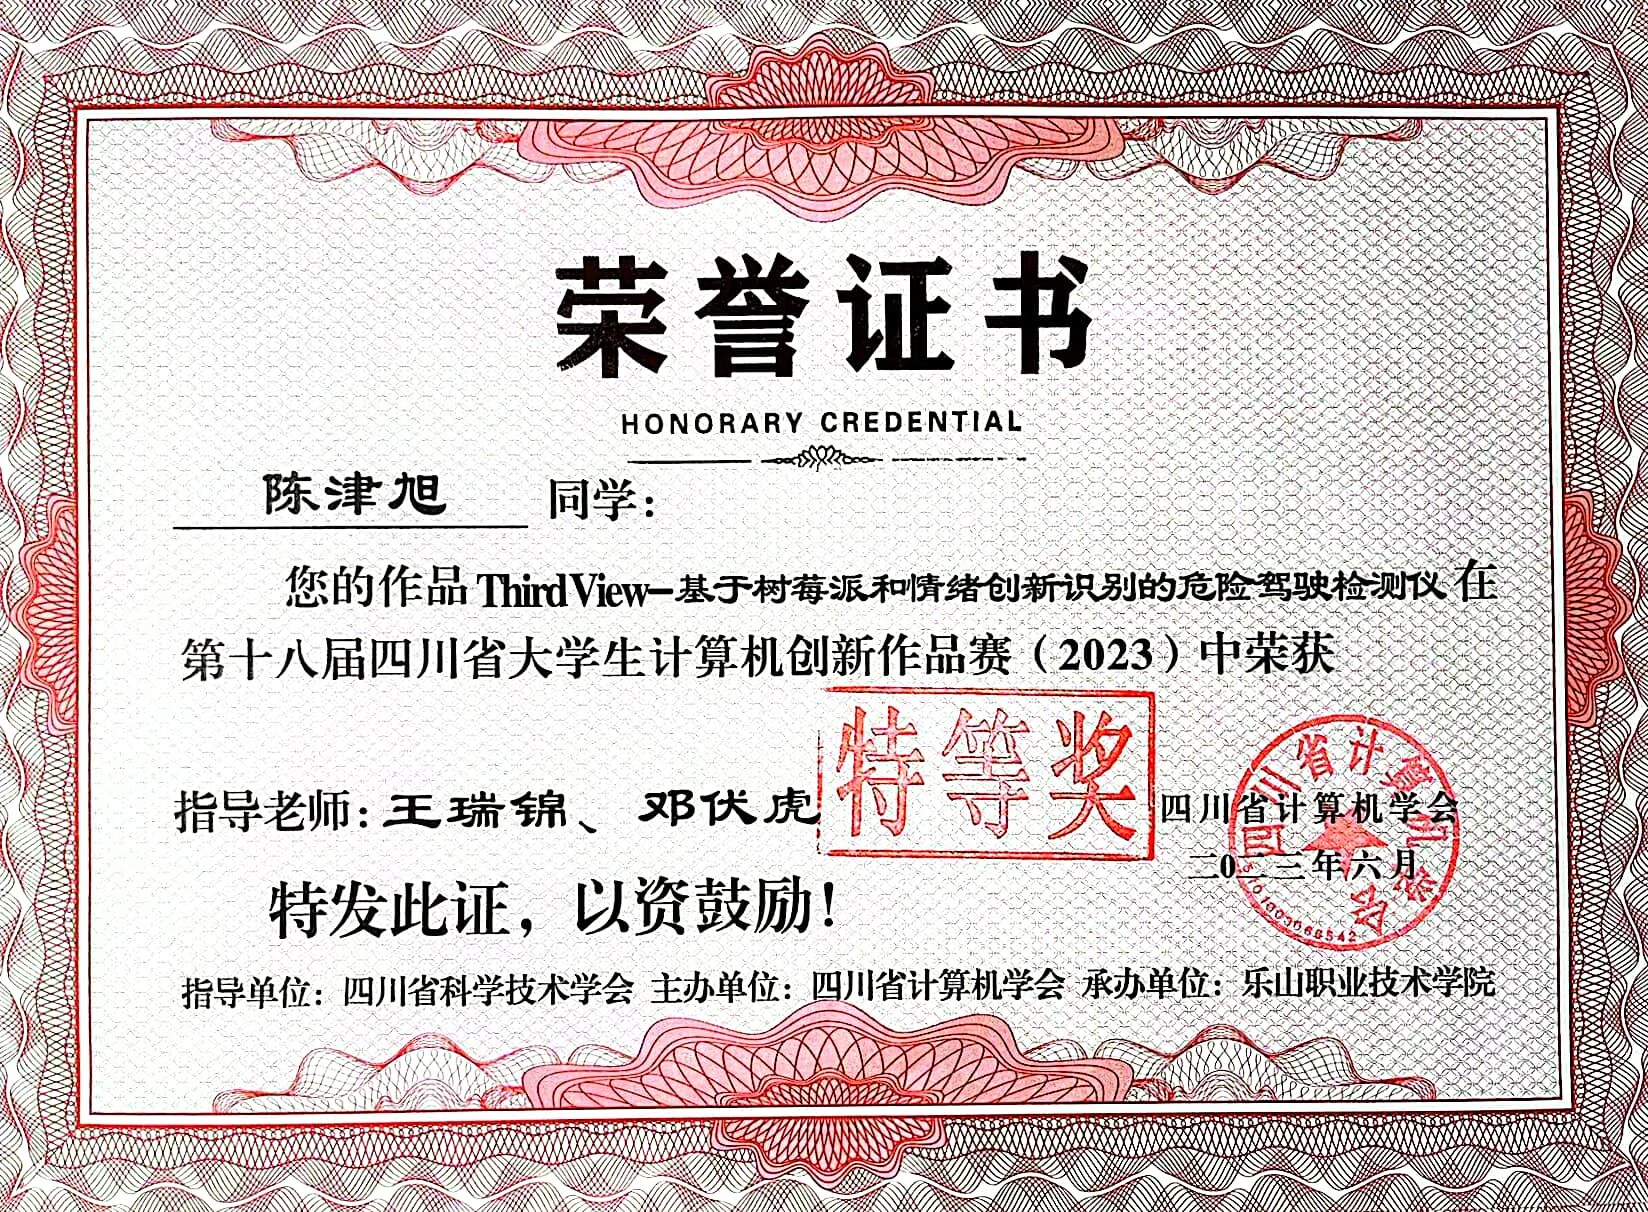 荣誉证书
HONORARY CREDENTIAL
陈津旭 同学：
您的作品ThirdView—基于树莓派和情绪创新识别的危险驾驶检测仪在
第十八届四川省大学生计算机创新作品赛（2023）中荣获
特等奖
指导老师：王瑞锦、邓伏虎
四川省计算机学会
二0二三年六月
四川省计算机学会
5101003066542
特发此证，以资鼓励！
指导单位：四川省科学技术学会 主办单位：四川省计算机学会 承办单位：乐山职业技术学院